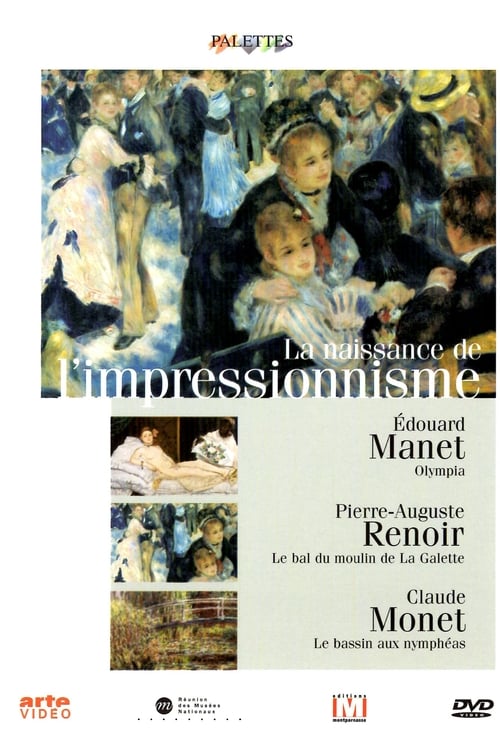 PALETTES
La naissance de
l'impressionnisme
Édouard
Manet
Olympia
Pierre-Auguste
Renoir
Le bal du moulin de La Galette
Claude
Monet
Le bassin aux nymphéas
arte
VIDEO
m
Réunion
des Musées
Nationaux
editions
M
montparnasse
DVD
VIDEO